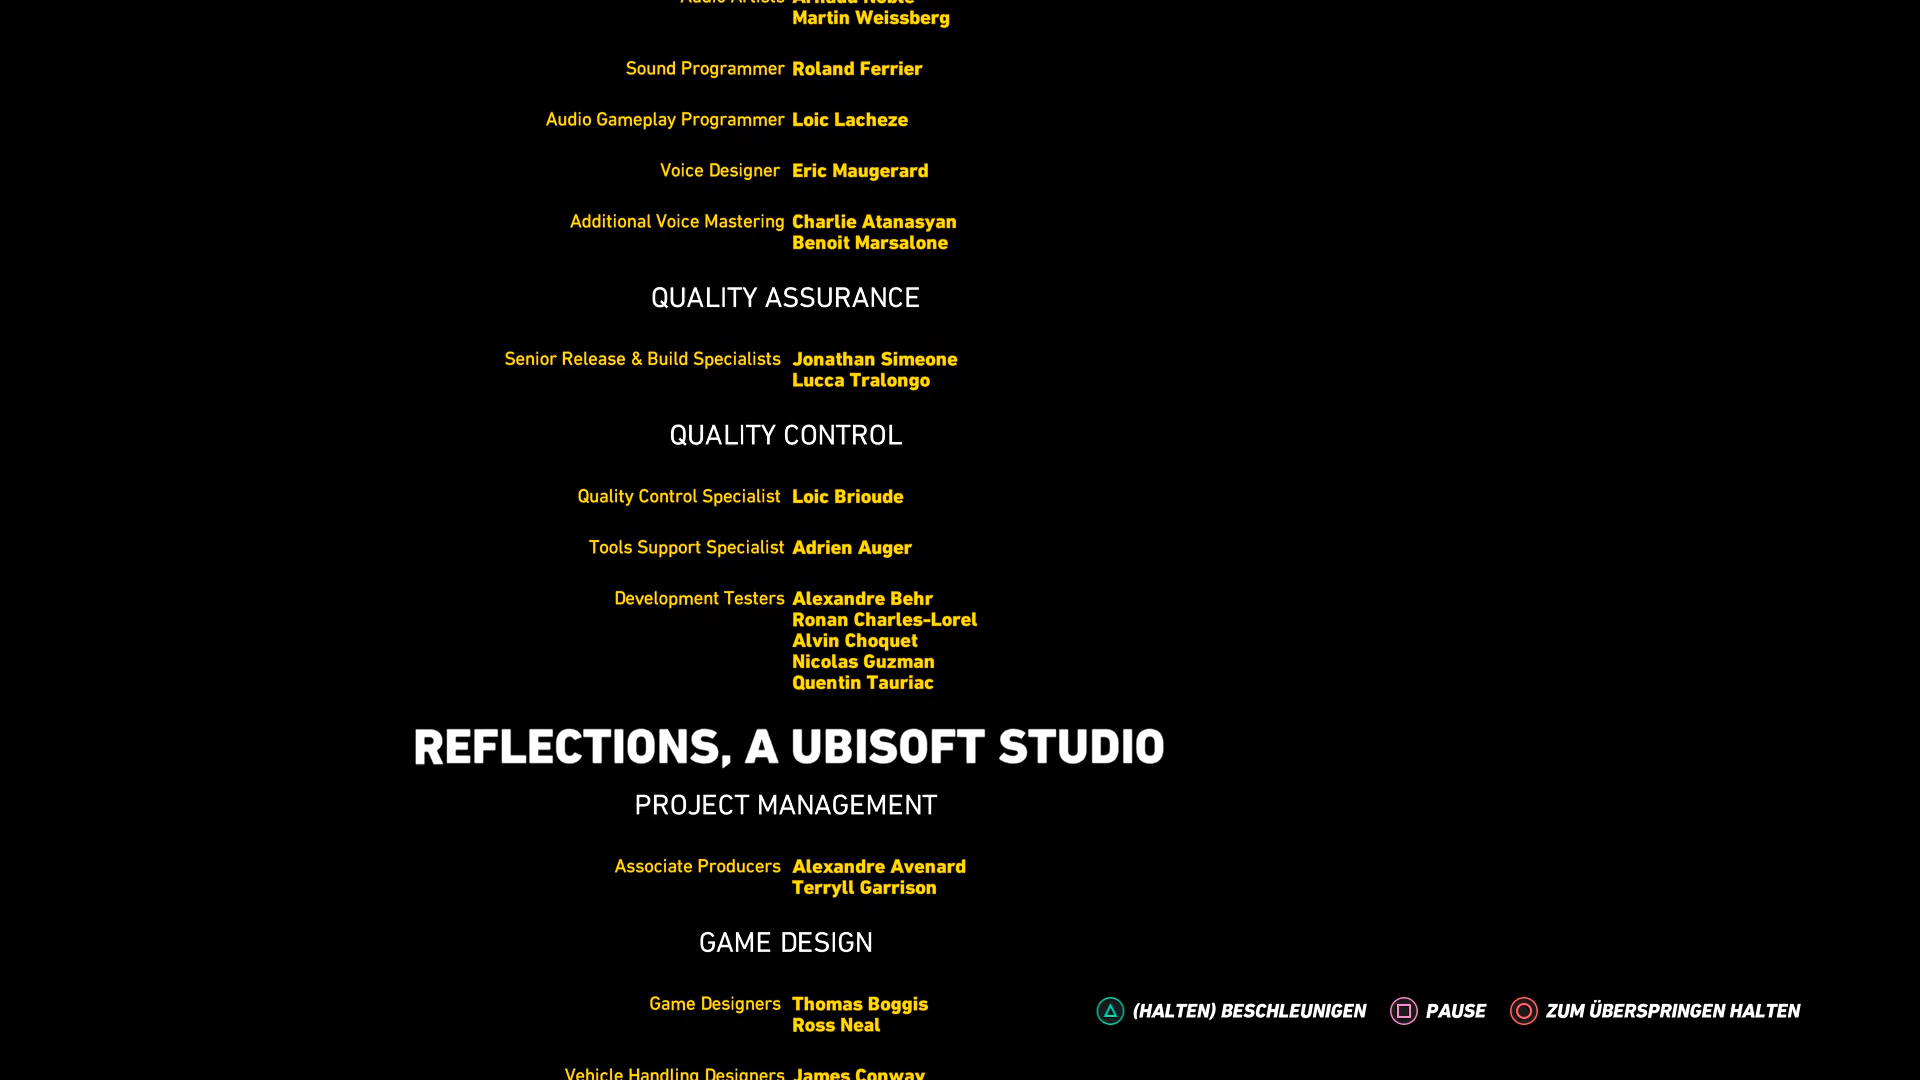 Audio Artists Arnaud Noble
Martin Weissberg
Sound Programmer Roland Ferrier
Audio Gameplay Programmer Loic Lacheze
Voice Designer Eric Maugerard
Additional Voice Mastering Charlie Atanasyan
Benoit Marsalone
QUALITY ASSURANCE
Senior Release & Build Specialists Jonathan Simeone
Lucca Tralongo
QUALITY CONTROL
Quality Control Specialist Loic Brioude
Tools Support Specialist Adrien Auger
Development Testers Alexandre Behr
Ronan Charles-Lorel
Alvin Choquet
Nicolas Guzman
Quentin Tauriac
REFLECTIONS, A UBISOFT STUDIO
PROJECT MANAGEMENT
Associate Producers Alexandre Avenard
Terryll Garrison
GAME DESIGN
Game Designers Thomas Boggis
Ross Neal
Vehicle Handling Designers James Conway
(HALTEN) BESCHLEUNIGEN PAUSE ZUM ÜBERSPRINGEN HALTEN